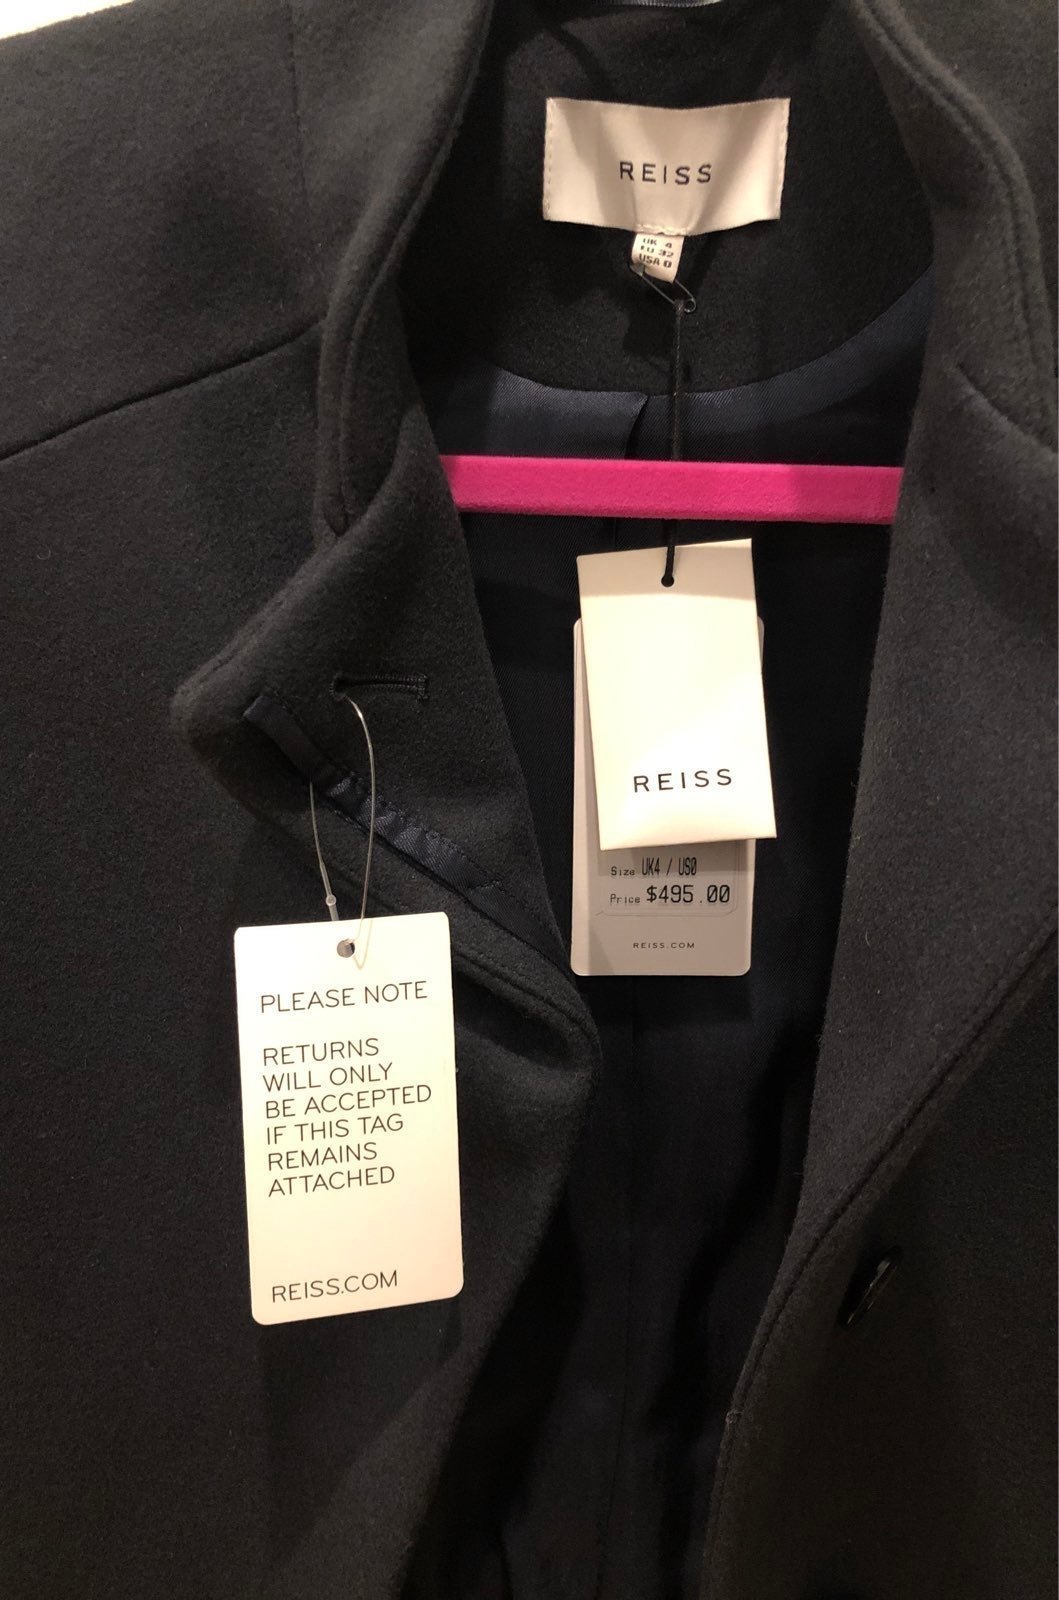 REISS
UK 4
EU 32
USA 0
REISS
Size UK4 / US0
Price $495.00
REISS.COM
PLEASE NOTE
RETURNS
WILL ONLY
BE ACCEPTED
IF THIS TAG
REMAINS
ATTACHED
REISS.COM